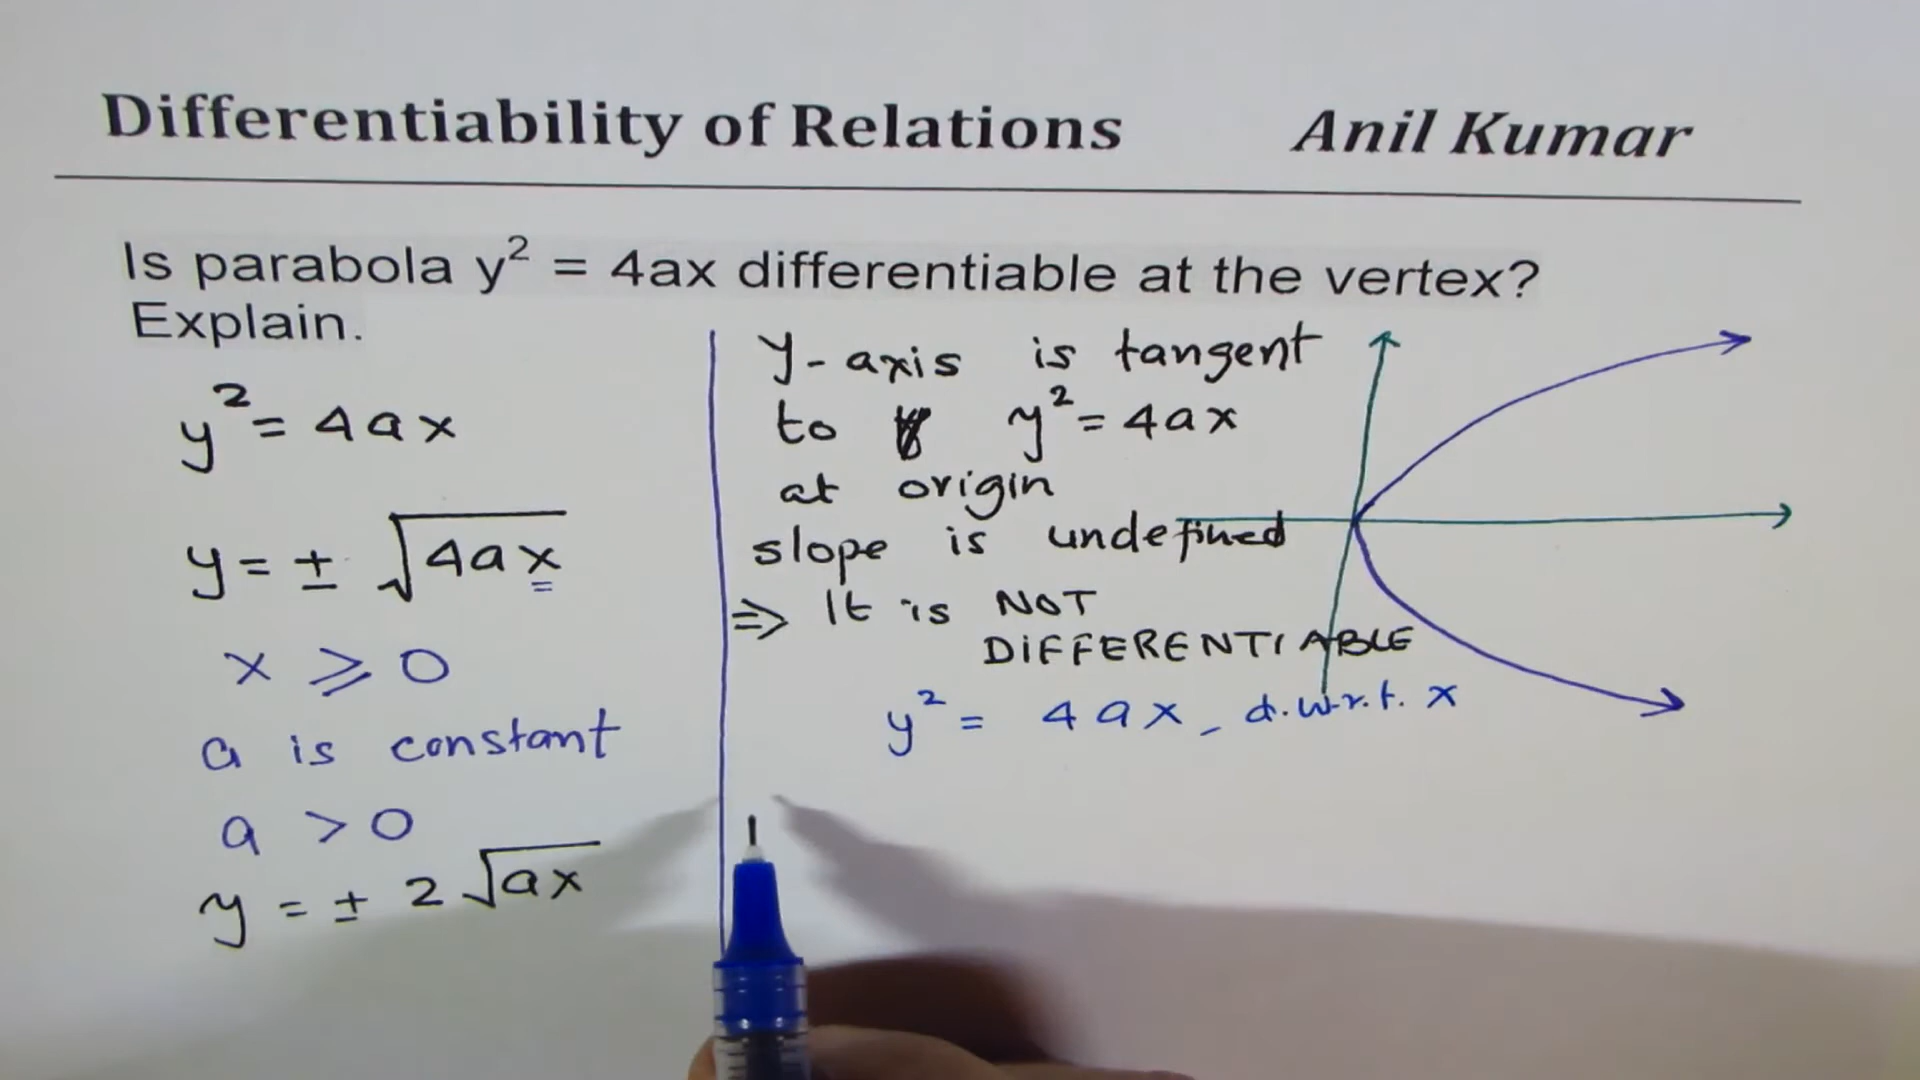 Differentiability of Relations Anil Kumar
Is parabola y² = 4ax differentiable at the vertex?
Explain.
y² = 4ax
y = ± √4ax
x ⩾ 0
a is constant
a > 0
y = ± 2 √ax
y-axis is tangent
to y² = 4ax
at origin
slope is undefined
⇒ It is NOT
DIFFERENTIABLE
y² = 4ax, d.w.r.t. x